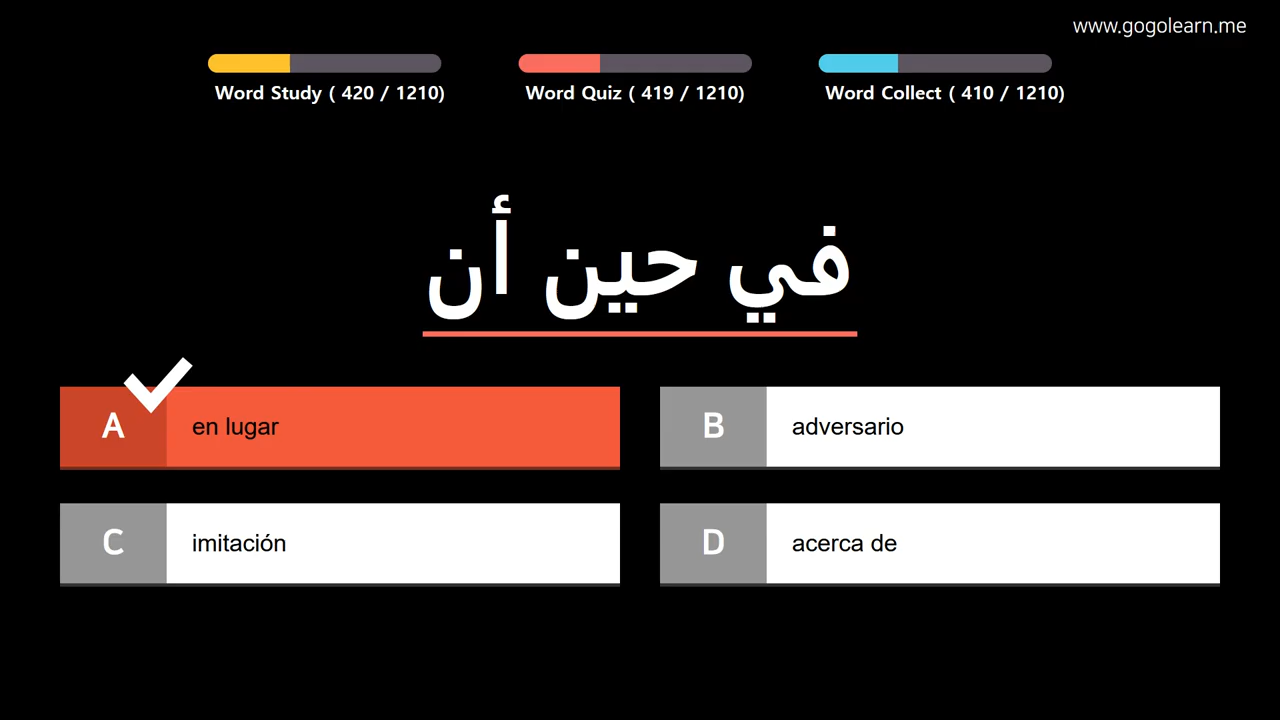 www.gogolearn.me
Word Study ( 420 / 1210)
Word Quiz ( 419 / 1210)
Word Collect ( 410 / 1210)
في حين أن
A en lugar
B adversario
C imitación
D acerca de